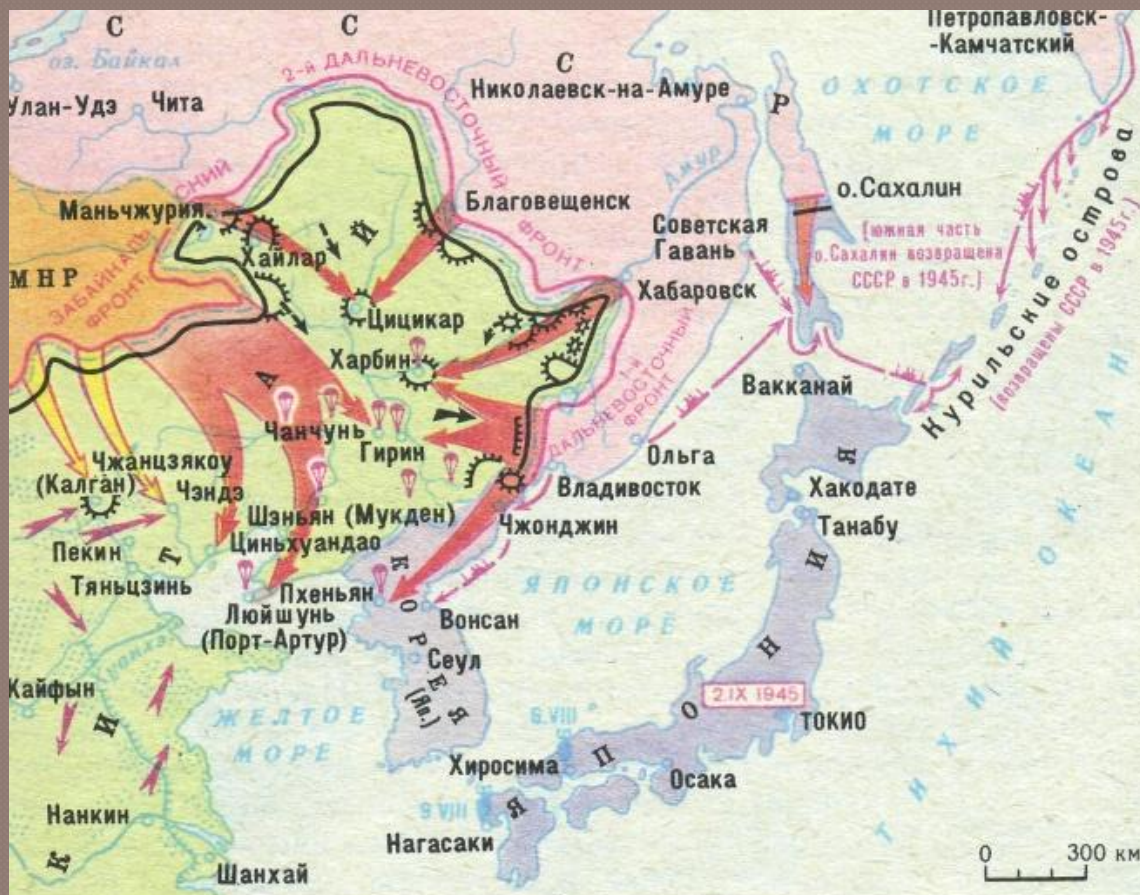 С
С
С
Р
Петропавловск-
-Камчатский
оз. Байкал
Улан-Удэ
Чита
2-й ДАЛЬНЕВОСТОЧНЫЙ ФРОНТ
Николаевск-на-Амуре
ОХОТСКОЕ
МОРЕ
Амур
Маньчжурия
Благовещенск
о.Сахалин
(южная часть
о.Сахалин возвращена
СССР в 1945г.)
Советская
Гавань
Хайлар
МНР
ЗАБАЙКАЛЬСКИЙ
ФРОНТ
Хабаровск
Цицикар
Харбин
1-й
ДАЛЬНЕВОСТОЧНЫЙ
ФРОНТ
Вакканай
Курильские острова
(возвращены СССР в 1945г.)
Чанчунь
Гирин
Ольга
Чжанцзякоу
(Калган)
Чэндэ
Владивосток
Хакодате
Шэньян (Мукден)
Чжонджин
Танабу
Пекин
Циньхуандао
Тяньцзинь
Пхеньян
ЯПОНСКОЕ
МОРЕ
Люйшунь
(Порт-Артур)
Вонсан
КОРЕЯ
(Яп.)
Сеул
Хуанхэ
Кайфын
ЖЕЛТОЕ
МОРЕ
2.IX 1945
ТОКИО
Хиросима
Осака
ЯПОНИЯ
ТИХИЙ ОКЕАН
Нанкин
Нагасаки
КИТАЙ
Шанхай
0 300 км